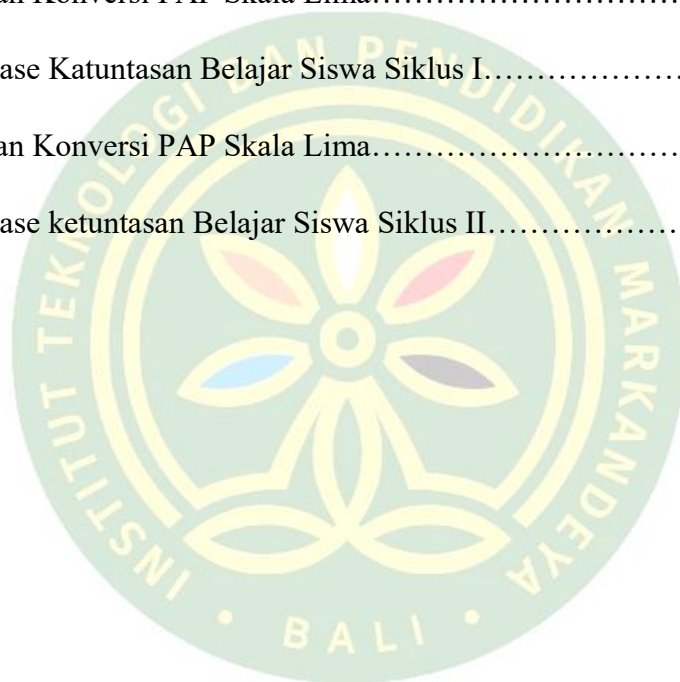 an Konversi PAP Skala Lima……………………………
ase Katuntasan Belajar Siswa Siklus I…………………
an Konversi PAP Skala Lima……………………………
ase ketuntasan Belajar Siswa Siklus II…………………
INSTITUT TEKNOLOGI DAN PENDIDIKAN MARKANDEYA
• BALI •